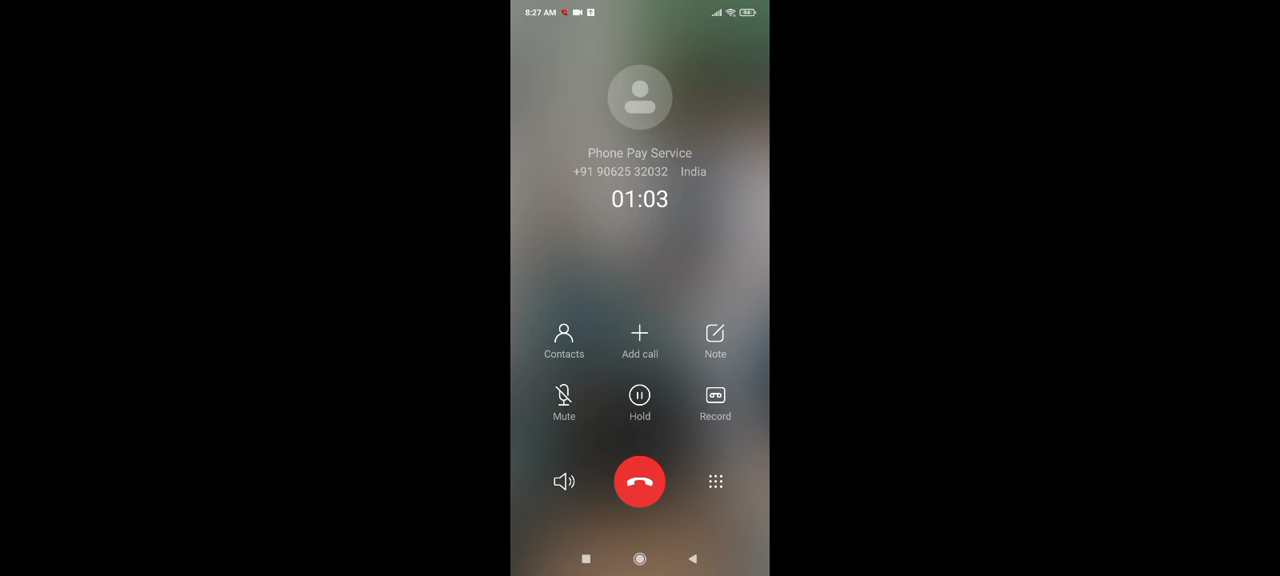 8:27 AM
94
Phone Pay Service
+91 90625 32032 India
01:03
Contacts
Add call
Note
Mute
Hold
Record